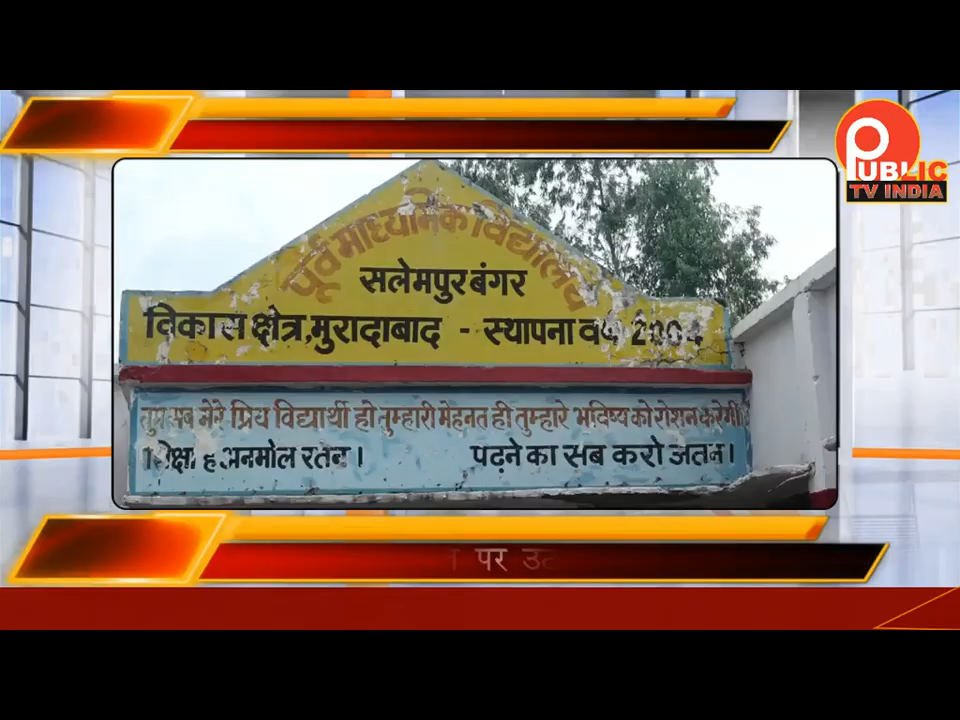 PUBLIC
TV INDIA
पूर्व माध्यमिक विद्यालय
सलेमपुर बंगर
विकास क्षेत्र,मुरादाबाद - स्थापना वर्ष 2004
तुम सब मेरे प्रिय विद्यार्थी हो तुम्हारी मेहनत ही तुम्हारे भविष्य को रोशन करेगी
शिक्षा है अनमोल रतन। पढ़ने का सब करो जतन।
पर